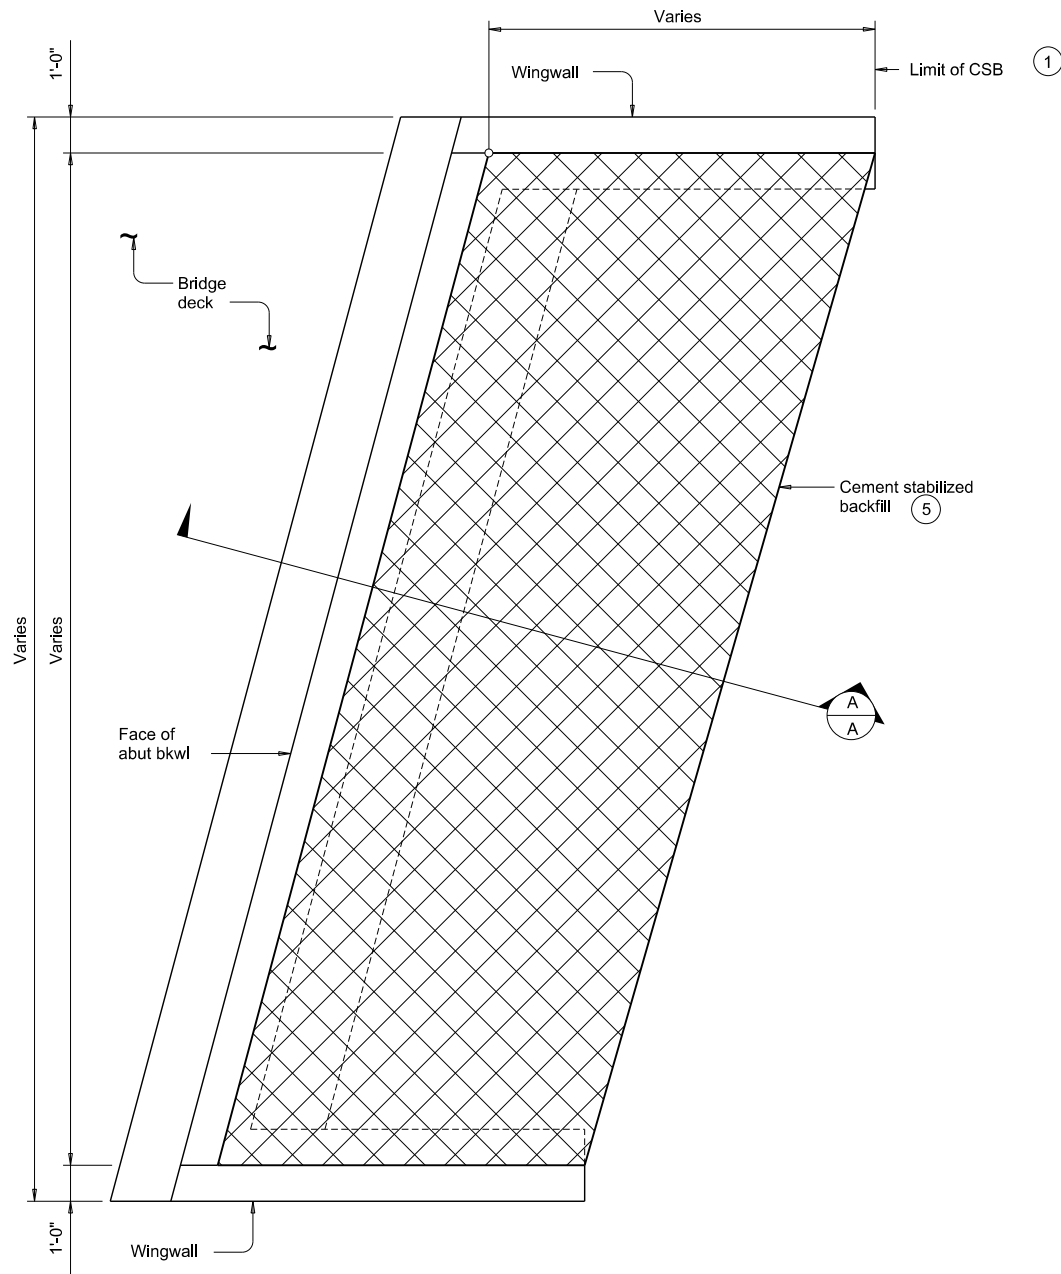 Varies
1'-0"
Wingwall
Limit of CSB 1
Bridge
deck
Cement stabilized
backfill 5
Varies
Varies
A
A
Face of
abut bkwl
1'-0"
Wingwall